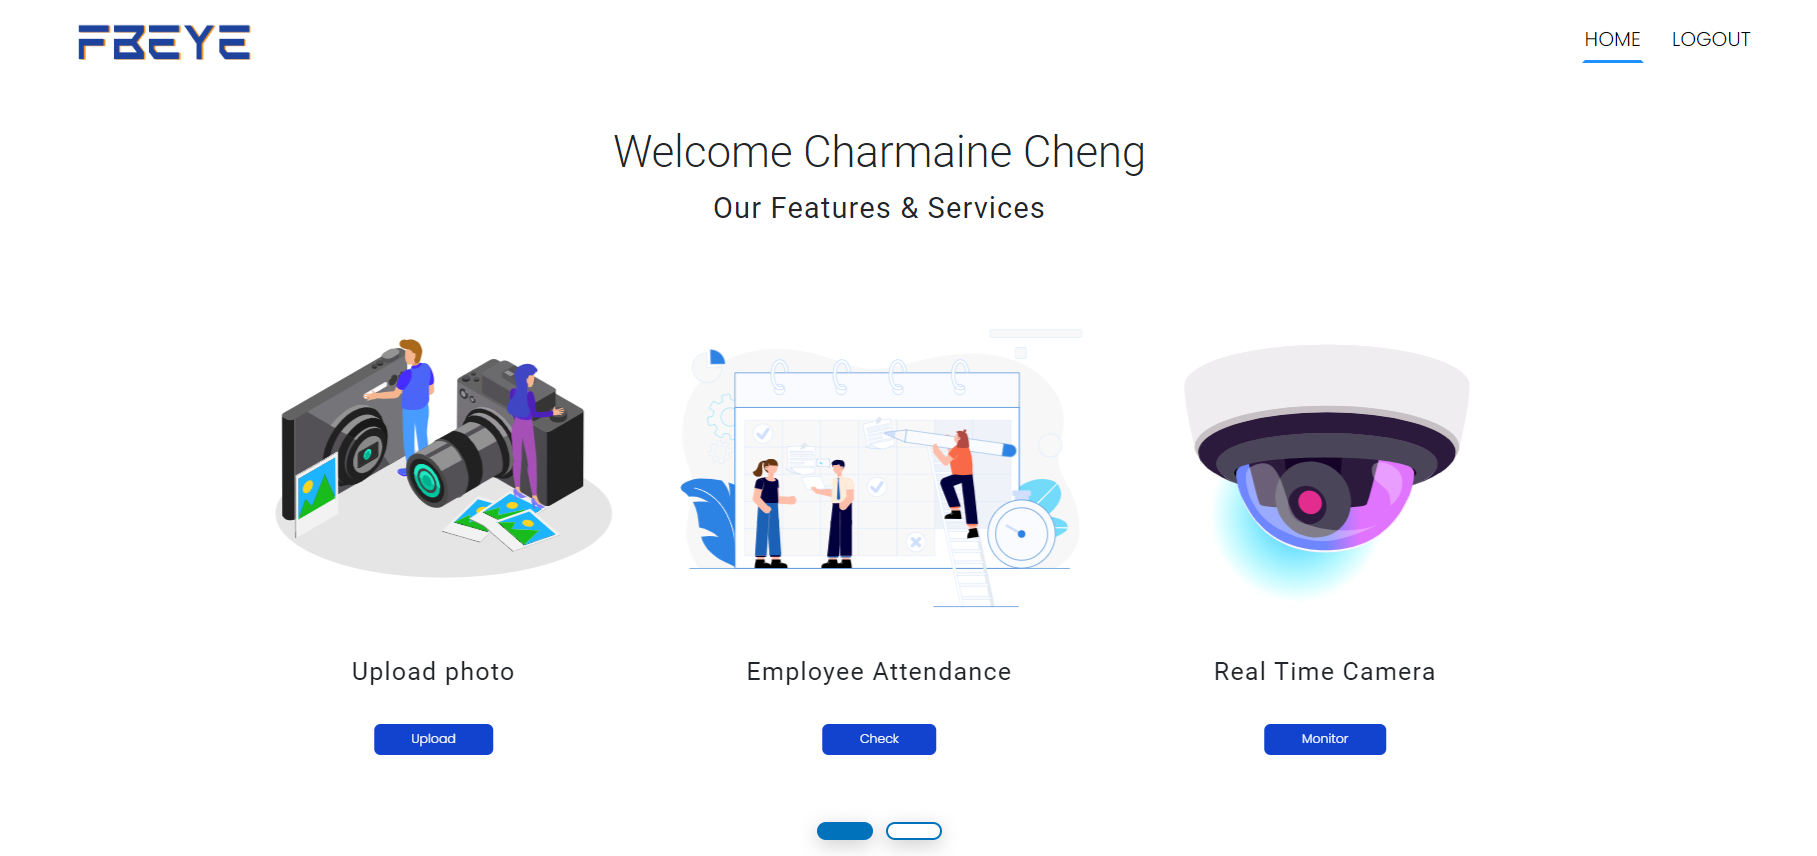 FBEYE
HOME LOGOUT
Welcome Charmaine Cheng
Our Features & Services
Upload photo
Employee Attendance
Real Time Camera
Upload
Check
Monitor